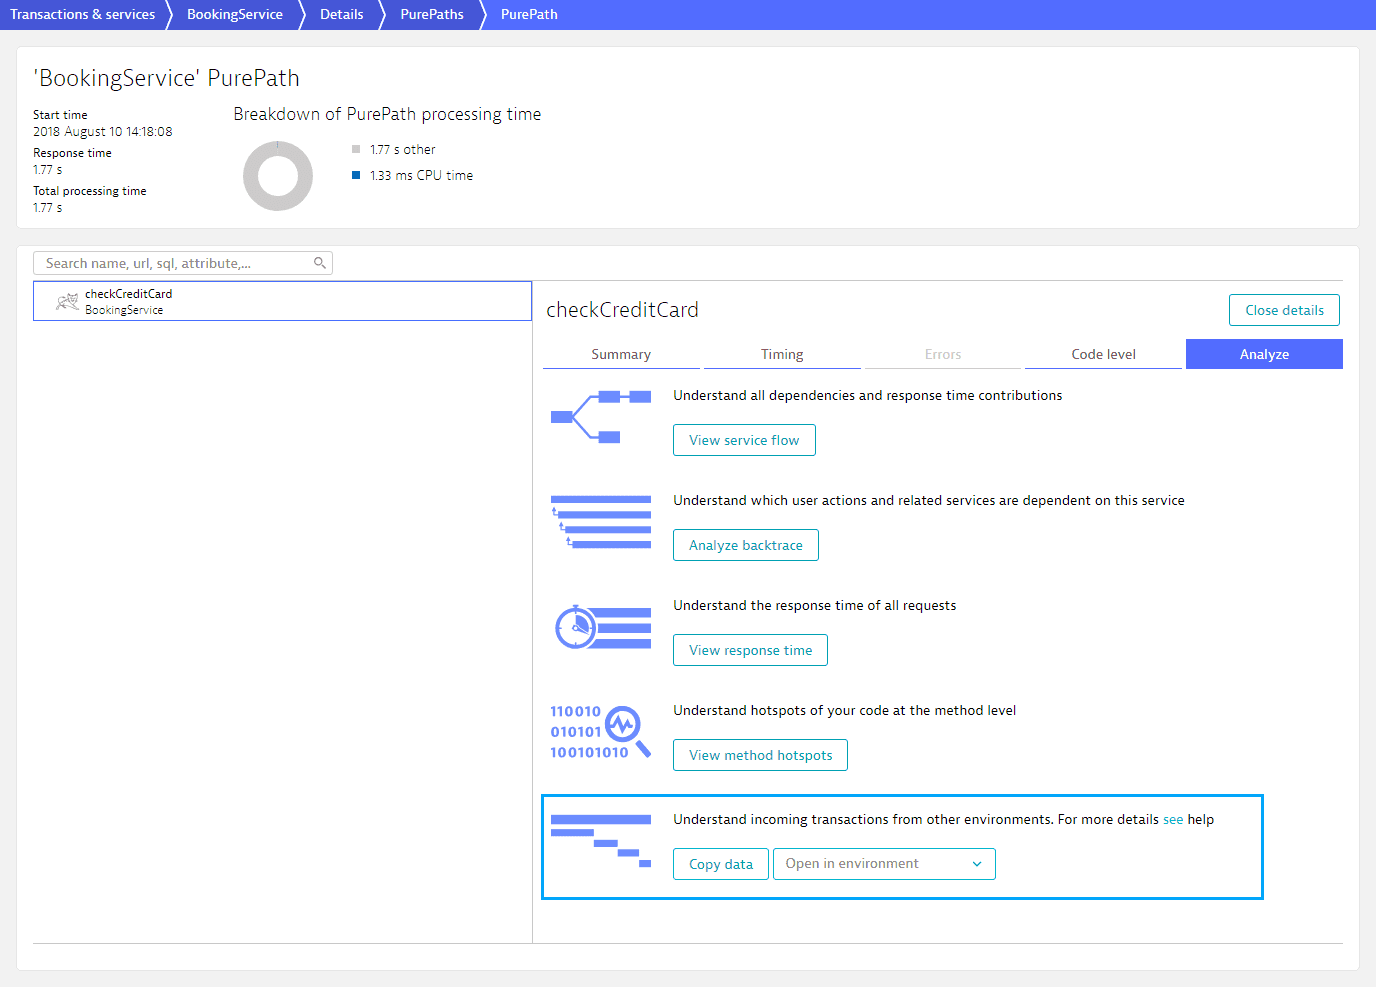 Transactions & services BookingService Details PurePaths PurePath
'BookingService' PurePath
Start time
2018 August 10 14:18:08
Response time
1.77 s
Total processing time
1.77 s
Breakdown of PurePath processing time
1.77 s other
1.33 ms CPU time
Search name, url, sql, attribute,...
checkCreditCard
BookingService
checkCreditCard
Close details
Summary Timing Errors Code level Analyze
Understand all dependencies and response time contributions
View service flow
Understand which user actions and related services are dependent on this service
Analyze backtrace
Understand the response time of all requests
View response time
110010
010101
100101010
Understand hotspots of your code at the method level
View method hotspots
Understand incoming transactions from other environments. For more details see help
Copy data Open in environment